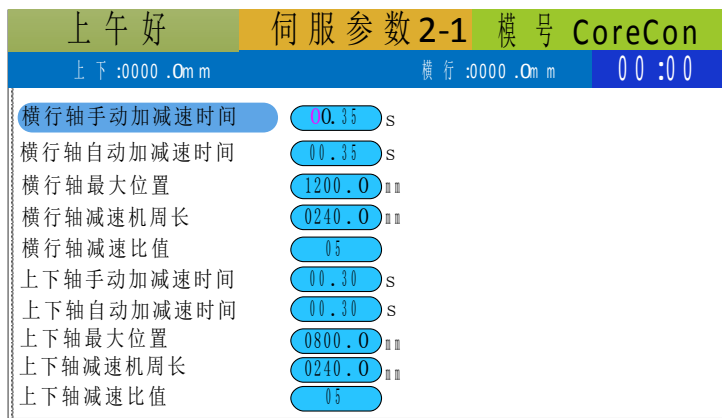 上午好 伺服参数2-1 模号 CoreCon
上下:0000.0mm 横行:0000.0mm 00:00
横行轴手动加减速时间 00.35 s
横行轴自动加减速时间 00.35 s
横行轴最大位置 1200.0 mm
横行轴减速机周长 0240.0 mm
横行轴减速比值 05
上下轴手动加减速时间 00.30 s
上下轴自动加减速时间 00.30 s
上下轴最大位置 0800.0 mm
上下轴减速机周长 0240.0 mm
上下轴减速比值 05